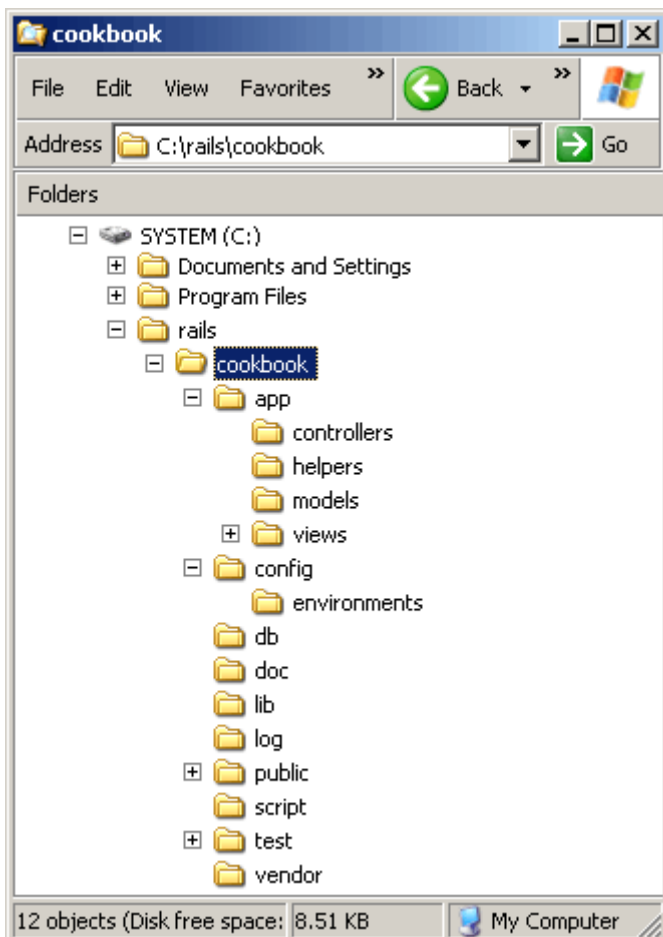 cookbook
File Edit View Favorites » Back »
Address C:\rails\cookbook Go
Folders
SYSTEM (C:)
Documents and Settings
Program Files
rails
cookbook
app
controllers
helpers
models
views
config
environments
db
doc
lib
log
public
script
test
vendor
12 objects (Disk free space: 8.51 KB My Computer